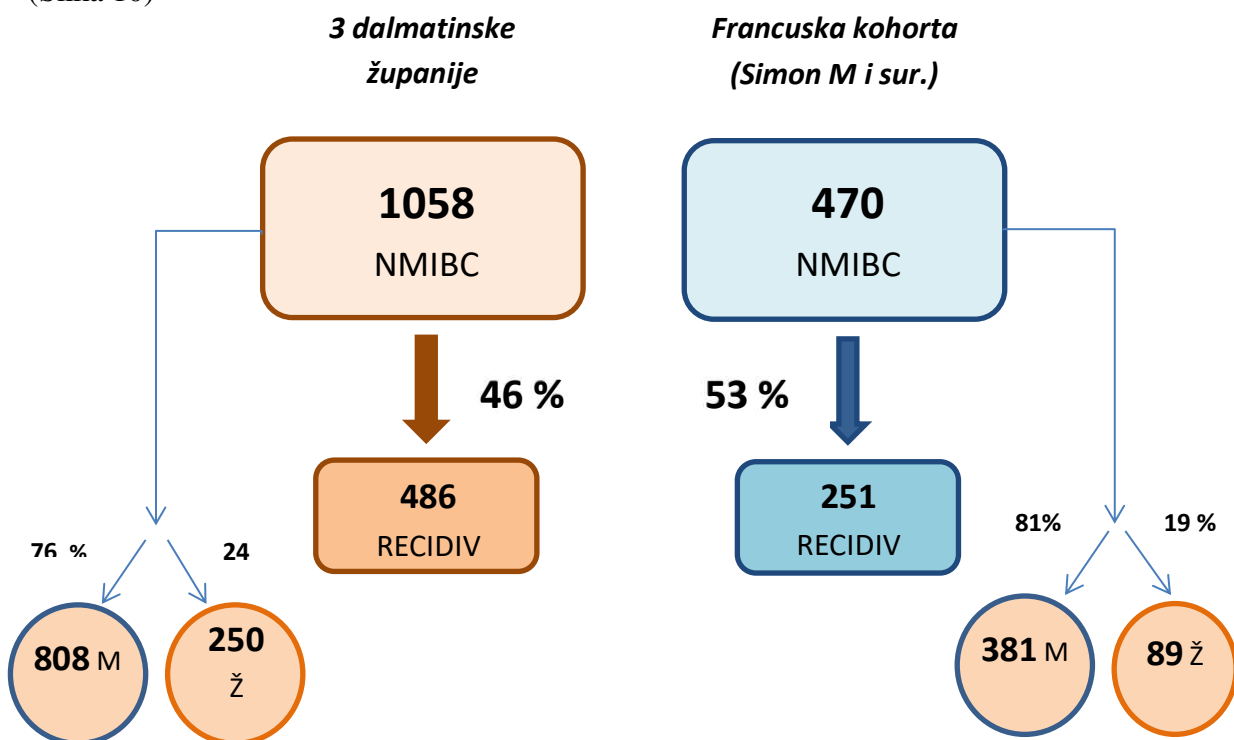 3 dalmatinske
županije
Francuska kohorta
(Simon M i sur.)
1058
NMIBC
470
NMIBC
46 %
53 %
486
RECIDIV
251
RECIDIV
76 %
24
81%
19 %
808 M
250
Ž
381 M
89 Ž